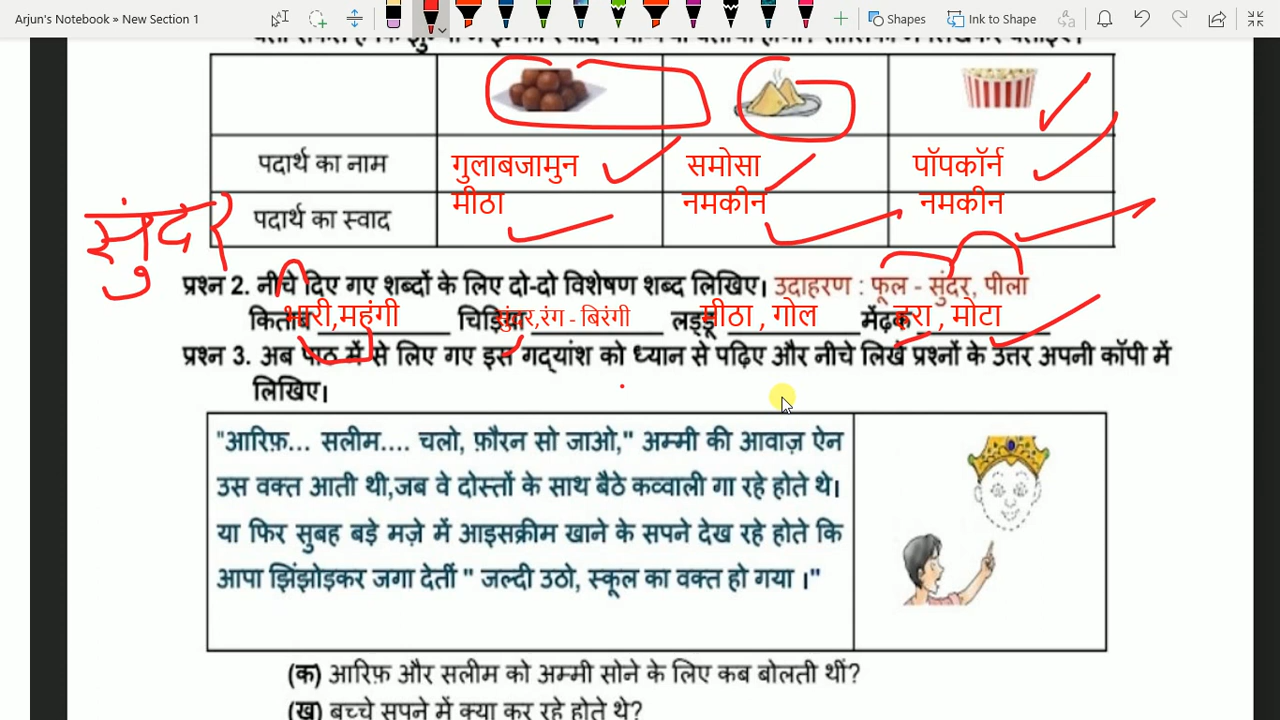 Arjun's Notebook » New Section 1
Shapes
Ink to Shape
पदार्थ का नाम गुलाबजामुन समोसा पॉपकॉर्न
पदार्थ का स्वाद मीठा नमकीन नमकीन
सुंदर
प्रश्न 2. नीचे दिए गए शब्दों के लिए दो-दो विशेषण शब्द लिखिए। उदाहरण : फूल - सुंदर, पीला
किताब भारी,महंगी चिड़िया सुंदर,रंग - बिरंगी लड्डू मीठा , गोल मेंढ़क हरा , मोटा
प्रश्न 3. अब पाठ में से लिए गए इस गद्यांश को ध्यान से पढ़िए और नीचे लिखे प्रश्नों के उत्तर अपनी कॉपी में
लिखिए।
"आरिफ़... सलीम.... चलो, फ़ौरन सो जाओ," अम्मी की आवाज़ ऐन
उस वक्त आती थी,जब वे दोस्तों के साथ बैठे कव्वाली गा रहे होते थे।
या फिर सुबह बड़े मज़े में आइसक्रीम खाने के सपने देख रहे होते कि
आपा झिंझोड़कर जगा देतीं " जल्दी उठो, स्कूल का वक्त हो गया ।"
(क) आरिफ़ और सलीम को अम्मी सोने के लिए कब बोलती थीं?
(ख) बच्चे सपने में क्या कर रहे होते थे?